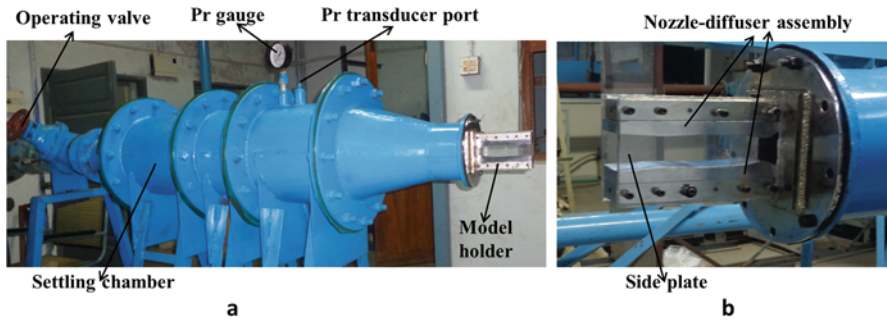 Operating valve
Pr gauge
Pr transducer port
Nozzle-diffuser assembly
Model
holder
Settling chamber
Side plate
a
b